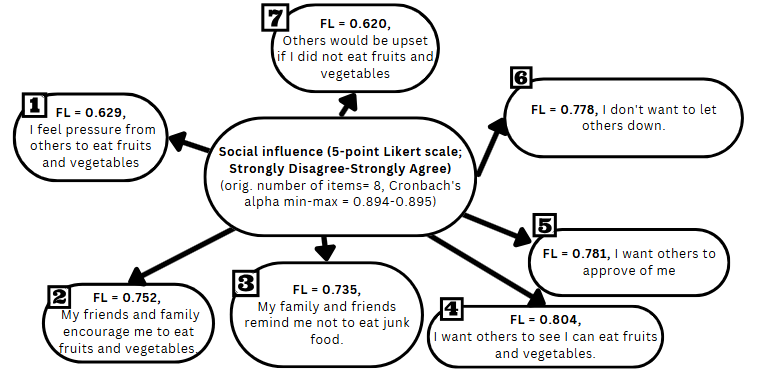 7
FL = 0.620,
Others would be upset
if I did not eat fruits and
vegetables
6
FL = 0.778, I don't want to let
others down.
1
FL = 0.629,
I feel pressure from
others to eat fruits
and vegetables
Social influence (5-point Likert scale;
Strongly Disagree-Strongly Agree)
(orig. number of items= 8, Cronbach's
alpha min-max = 0.894-0.895)
5
FL = 0.781, I want others to
approve of me
2
FL = 0.752,
My friends and family
encourage me to eat
fruits and vegetables.
3
FL = 0.735,
My family and friends
remind me not to eat junk
food.
4
FL = 0.804,
I want others to see I can eat fruits
and vegetables.